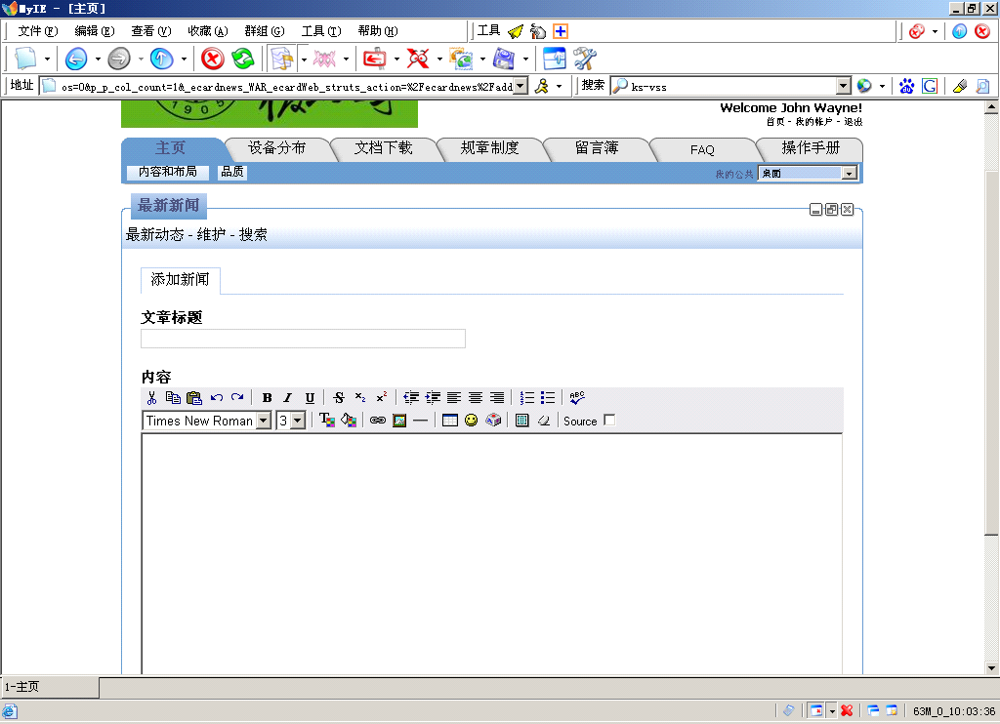 MyIE - [主页]
文件(F) 编辑(E) 查看(V) 收藏(A) 群组(G) 工具(T) 帮助(H) 工具
地址 os=0&p_p_col_count=1&_ecardnews_WAR_ecardWeb_struts_action=%2Fecardnews%2Fadd 搜索 ks-vss
1905
Welcome John Wayne!
首页 - 我的帐户 - 退出
主页 设备分布 文档下载 规章制度 留言簿 FAQ 操作手册
内容和布局 品质 我的公共 桌面
最新新闻
最新动态 - 维护 - 搜索
添加新闻
文章标题
内容
B I U S x₂ x² ABC
Times New Roman 3 T Source
1-主页
63M_0_10:03:36